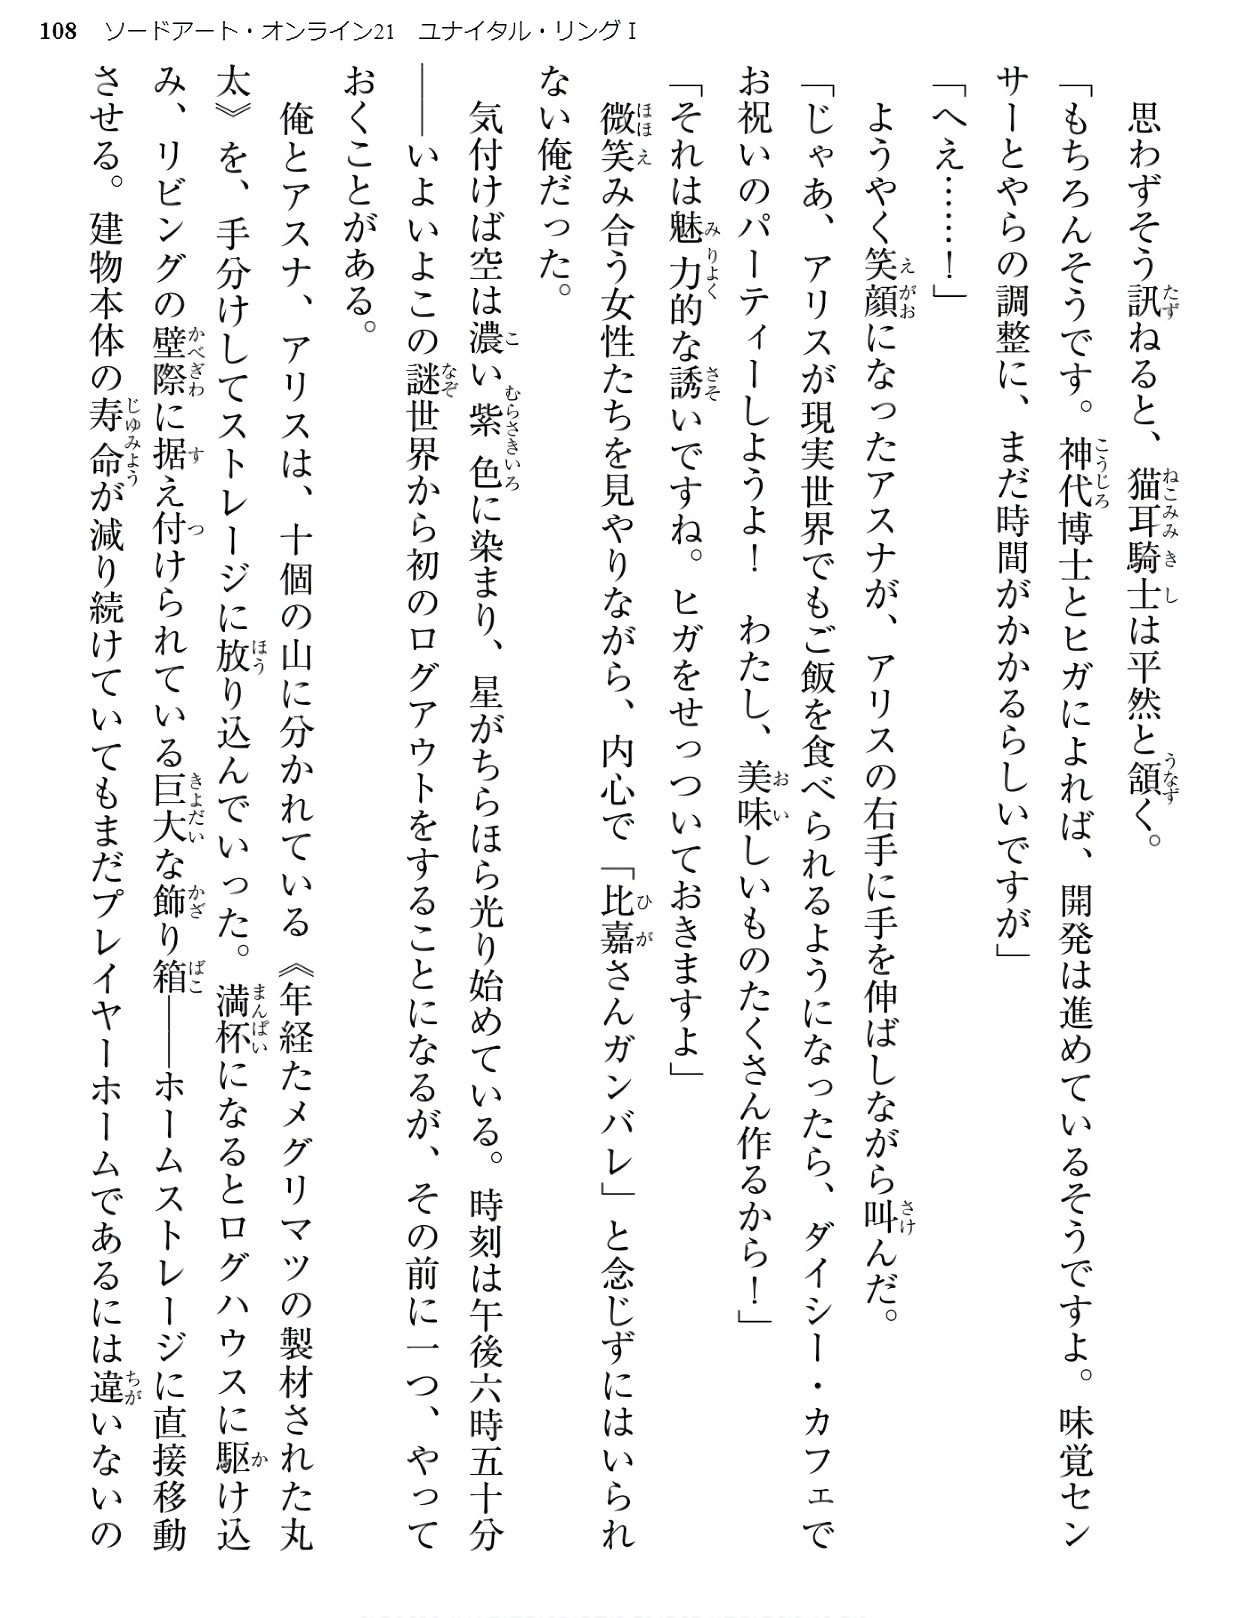 108 ソードアート・オンライン21 ユナイタル・リングⅠ
　思わずそう訊ねると、猫耳騎士は平然と頷く。
「もちろんそうです。神代博士とヒガによれば、開発は進めているそうですよ。味覚セン
サーとやらの調整に、まだ時間がかかるらしいですが」
「へえ……！」
　ようやく笑顔になったアスナが、アリスの右手に手を伸ばしながら叫んだ。
「じゃあ、アリスが現実世界でもご飯を食べられるようになったら、ダイシー・カフェで
お祝いのパーティーしようよ！　わたし、美味しいものたくさん作るから！」
「それは魅力的な誘いですね。ヒガをせっついておきますよ」
　微笑み合う女性たちを見やりながら、内心で「比嘉さんガンバレ」と念じずにはいられ
ない俺だった。
　気付けば空は濃い紫色に染まり、星がちらほら光り始めている。時刻は午後六時五十分
――いよいよこの謎世界から初のログアウトをすることになるが、その前に一つ、やって
おくことがある。
　俺とアスナ、アリスは、十個の山に分かれている《年経たメグリマツの製材された丸
太》を、手分けしてストレージに放り込んでいった。満杯になるとログハウスに駆け込
み、リビングの壁際に据え付けられている巨大な飾り箱――ホームストレージに直接移動
させる。建物本体の寿命が減り続けていてもまだプレイヤーホームであるには違いないの